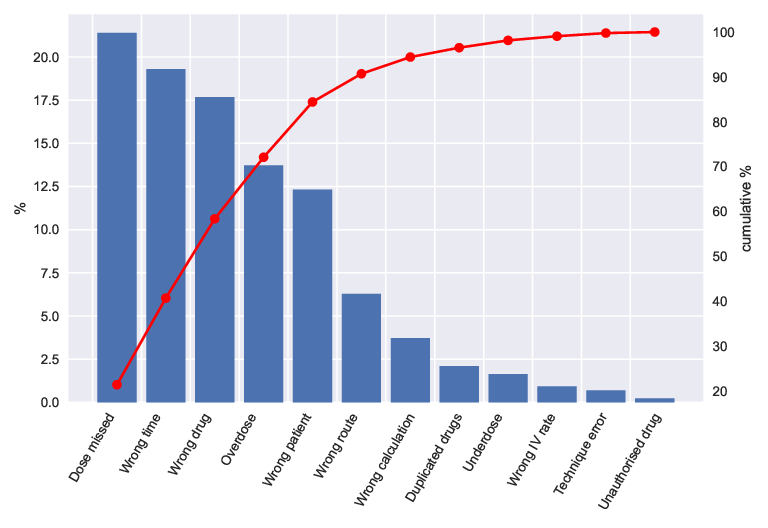 20.0
17.5
15.0
12.5
10.0
7.5
5.0
2.5
0.0
%
100
90
80
70
60
50
40
30
20
cumulative %
Dose missed
Wrong time
Wrong drug
Overdose
Wrong patient
Wrong route
Wrong calculation
Duplicated drugs
Underdose
Wrong IV rate
Technique error
Unauthorised drug